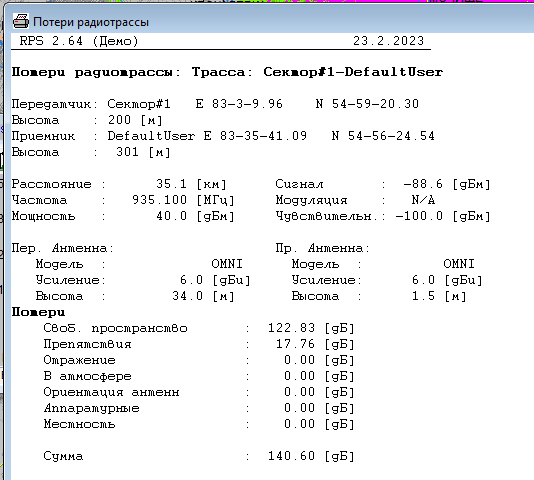 Потери радиотрассы
RPS 2.64 (Демо) 23.2.2023
Потери радиотрассы: Трасса: Сектор#1-DefaultUser
Передатчик: Сектор#1 E 83-3-9.96 N 54-59-20.30
Высота : 200 [м]
Приемник : DefaultUser E 83-35-41.09 N 54-56-24.54
Высота : 301 [м]
Расстояние : 35.1 [км] Сигнал : -88.6 [дБм]
Частота : 935.100 [МГц] Модуляция : N/A
Мощность : 40.0 [дБм] Чувствительн.: -100.0 [дБм]
Пер. Антенна: Пр. Антенна:
Модель : OMNI Модель : OMNI
Усиление: 6.0 [дБи] Усиление: 6.0 [дБи]
Высота : 34.0 [м] Высота : 1.5 [м]
Потери
Своб. пространство : 122.83 [дБ]
Препятствия : 17.76 [дБ]
Отражение : 0.00 [дБ]
В атмосфере : 0.00 [дБ]
Ориентация антенн : 0.00 [дБ]
Аппаратурные : 0.00 [дБ]
Местность : 0.00 [дБ]
Сумма : 140.60 [дБ]